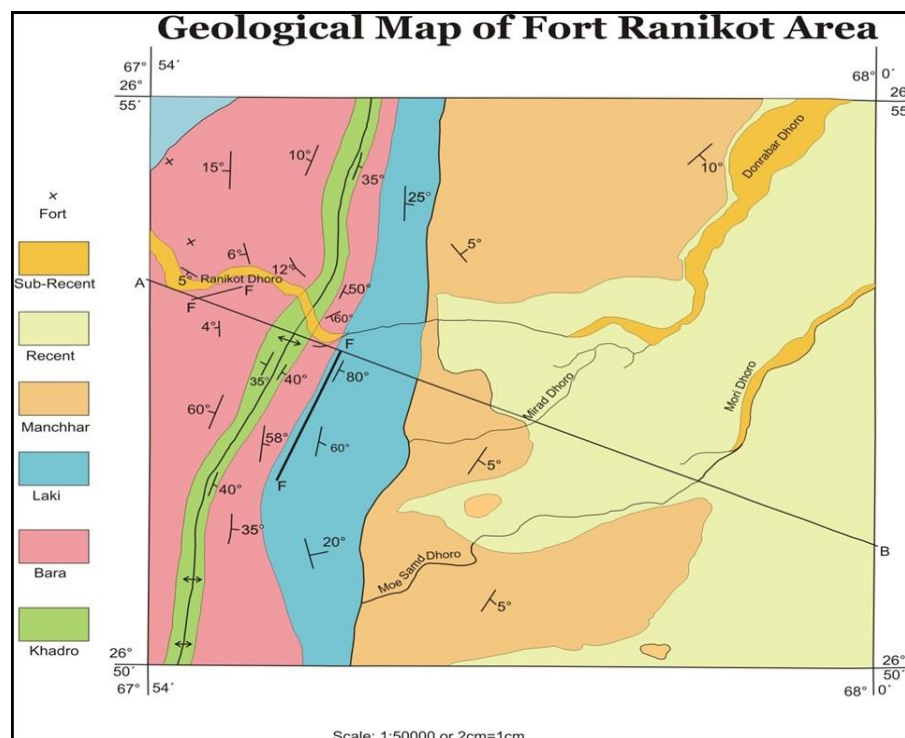 Geological Map of Fort Ranikot Area
67° 54´
68° 0´
26° 55´
26
55
Donrabar Dhoro
10°
15°
10°
35°
25°
×
Fort
5°
6°
12°
5°
Ranikot Dhoro
50°
Sub-Recent
A
F
F
60°
4°
F
Recent
35°
40°
80°
Mirad Dhoro
Mori Dhoro
Manchhar
60°
58°
60°
5°
Laki
40°
F
35°
20°
B
Moe Samd Dhoro
Bara
5°
Khadro
26° 50´
26° 50´
67° 54´
68° 0´
Scale: 1:50000 or 2cm=1cm